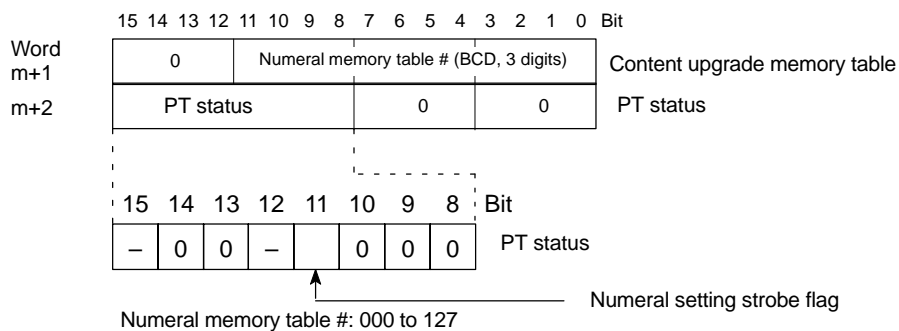 15 14 13 12 11 10 9 8 7 6 5 4 3 2 1 0 Bit
Word
m+1
0 Numeral memory table # (BCD, 3 digits) Content upgrade memory table
m+2 PT status 0 0 PT status
15 14 13 12 11 10 9 8 Bit
– 0 0 – 0 0 0 PT status
Numeral setting strobe flag
Numeral memory table #: 000 to 127